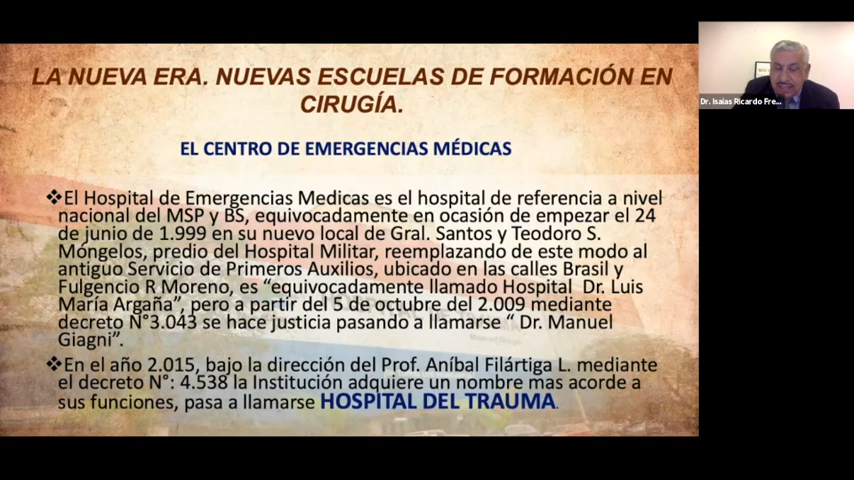 LA NUEVA ERA. NUEVAS ESCUELAS DE FORMACIÓN EN
CIRUGÍA.
EL CENTRO DE EMERGENCIAS MÉDICAS
❖El Hospital de Emergencias Medicas es el hospital de referencia a nivel
nacional del MSP y BS, equivocadamente en ocasión de empezar el 24
de junio de 1.999 en su nuevo local de Gral. Santos y Teodoro S.
Móngelos, predio del Hospital Militar, reemplazando de este modo al
antiguo Servicio de Primeros Auxilios, ubicado en las calles Brasil y
Fulgencio R Moreno, es "equivocadamente llamado Hospital Dr. Luis
María Argaña", pero a partir del 5 de octubre del 2.009 mediante
decreto N°3.043 se hace justicia pasando a llamarse " Dr. Manuel
Giagni".
❖En el año 2.015, bajo la dirección del Prof. Aníbal Filártiga L. mediante
el decreto N°: 4.538 la Institución adquiere un nombre mas acorde a
sus funciones, pasa a llamarse HOSPITAL DEL TRAUMA.
Dr. Isaias Ricardo Fre...